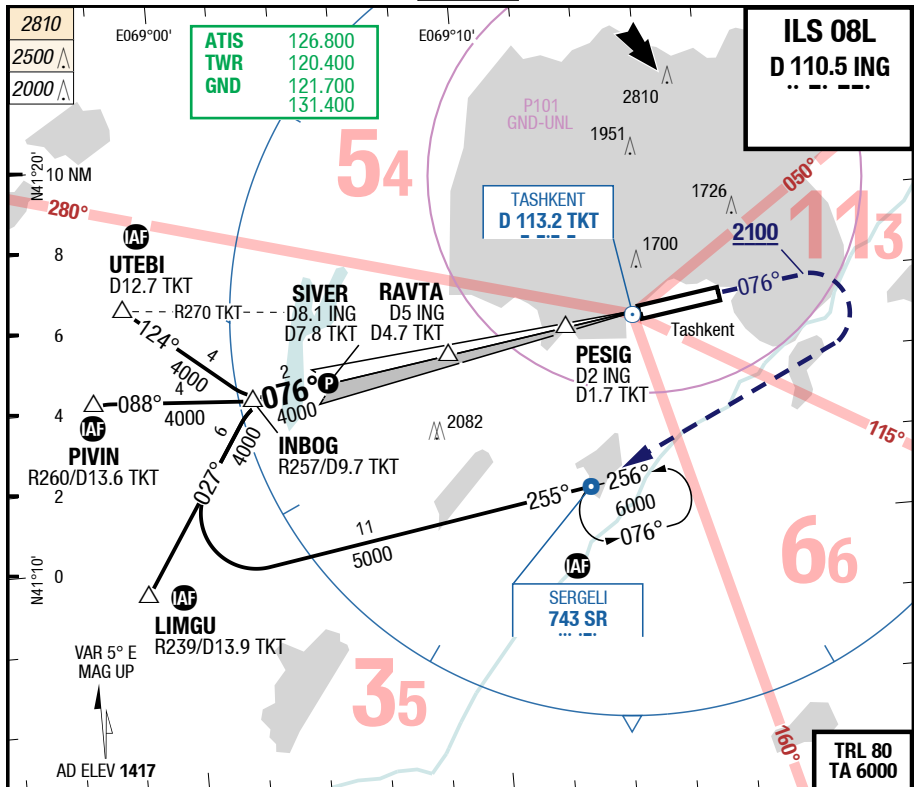 2810
2500
2000
E069°00'
E069°10'
ATIS 126.800
TWR 120.400
GND 121.700
131.400
ILS 08L
D 110.5 ING
P101
GND-UNL
2810
1951
1726
1700
N41°20'
10 NM
8
6
4
2
0
N41°10'
54
113
66
35
280°
050°
115°
160°
TASHKENT
D 113.2 TKT
2100
076°
Tashkent
IAF
UTEBI
D12.7 TKT
R270 TKT
124°
4
4000
SIVER
D8.1 ING
D7.8 TKT
RAVTA
D5 ING
D4.7 TKT
PESIG
D2 ING
D1.7 TKT
2
076°
P
4000
088°
4
4000
IAF
PIVIN
R260/D13.6 TKT
INBOG
R257/D9.7 TKT
2082
6
4000
027°
255°
11
5000
256°
6000
076°
IAF
SERGELI
743 SR
IAF
LIMGU
R239/D13.9 TKT
VAR 5° E
MAG UP
AD ELEV 1417
TRL 80
TA 6000